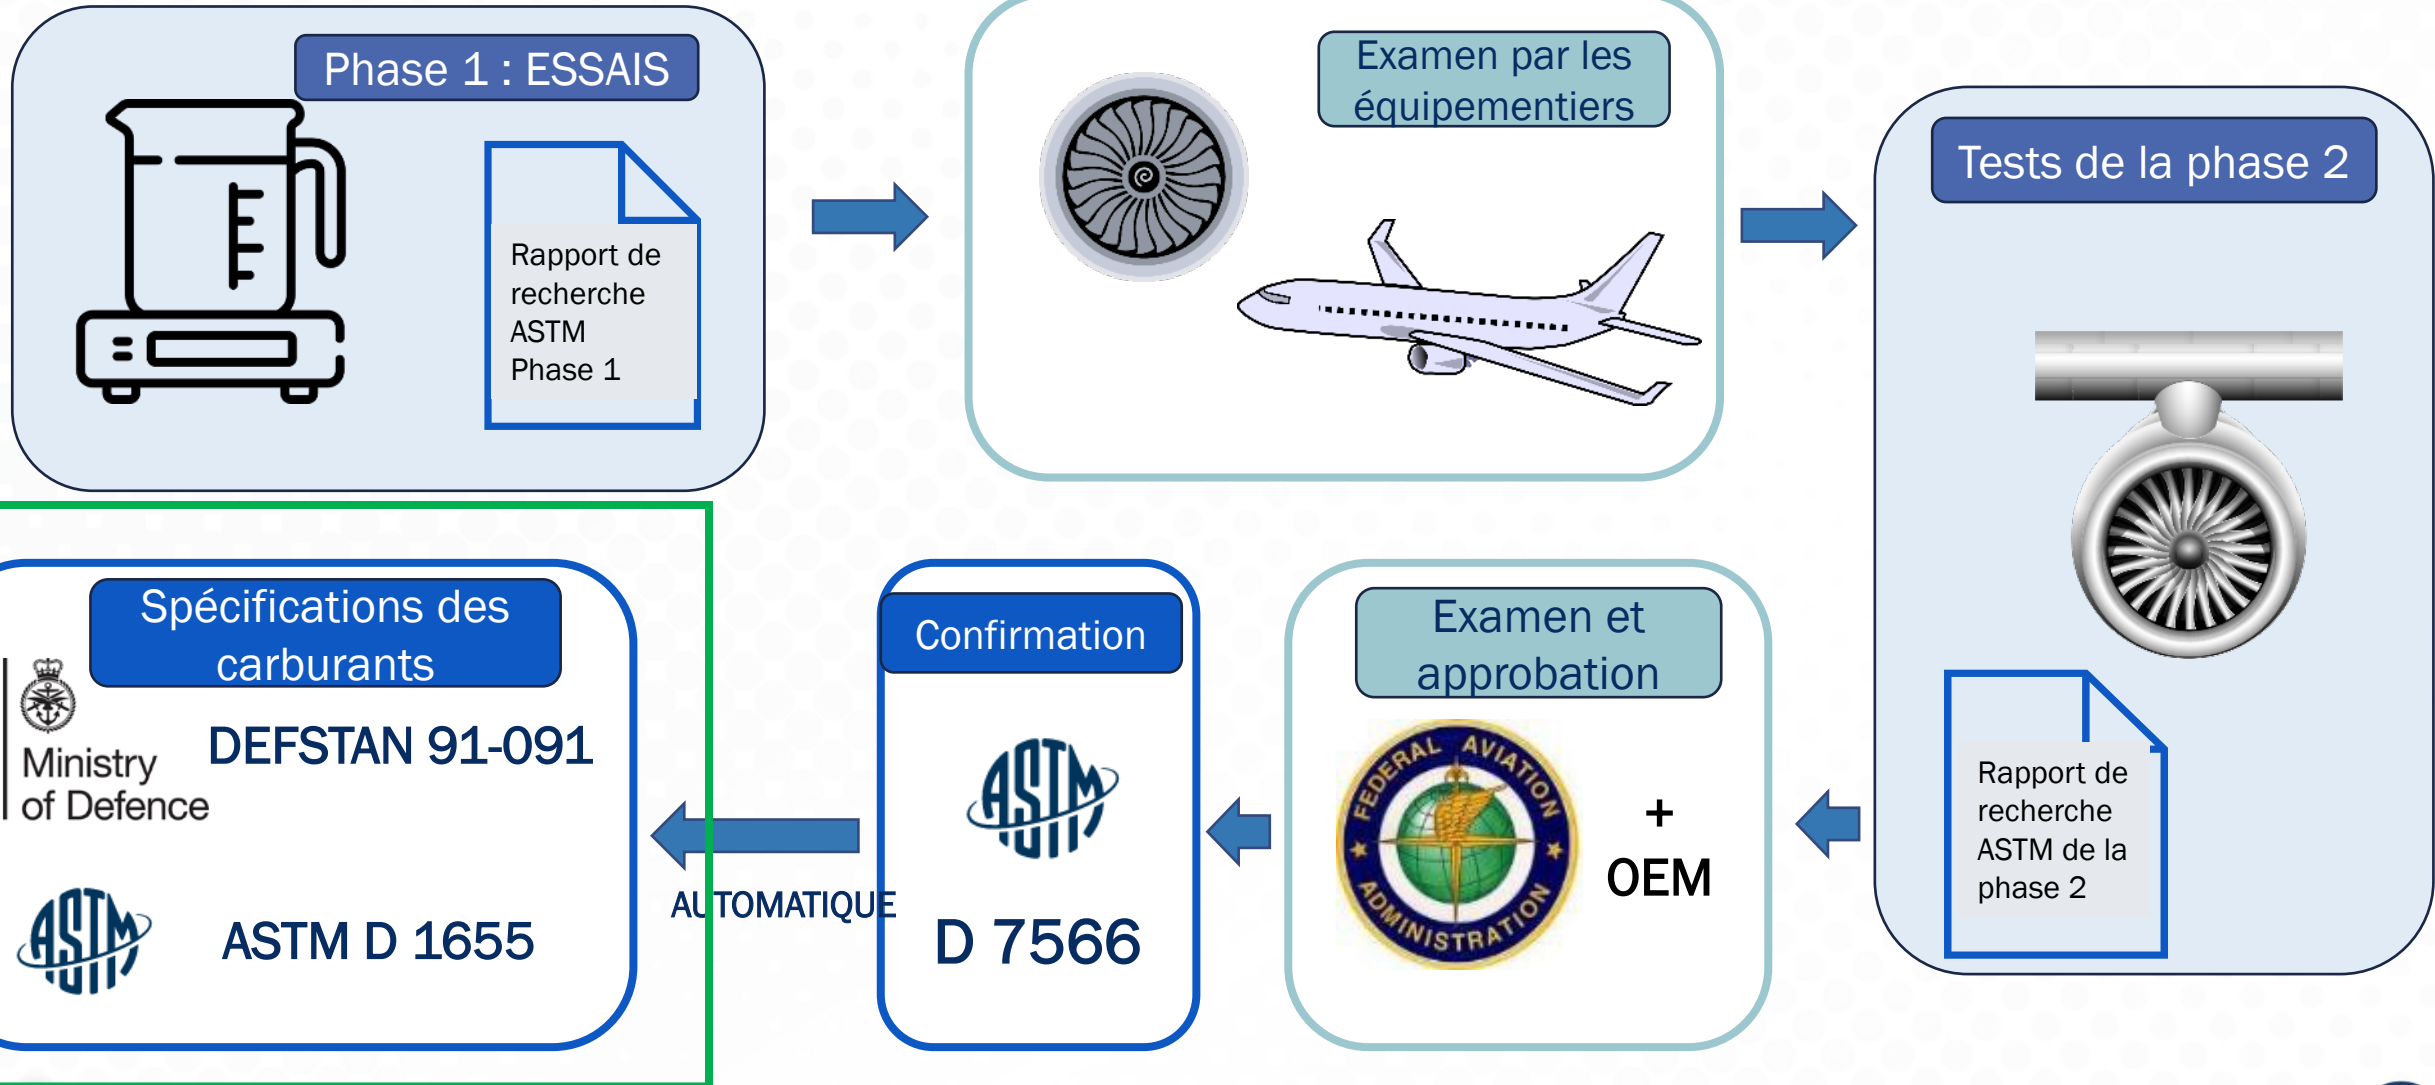 Phase 1 : ESSAIS
Rapport de
recherche
ASTM
Phase 1
Examen par les
équipementiers
Tests de la phase 2
Rapport de
recherche
ASTM de la
phase 2
Examen et
approbation
FEDERAL AVIATION
ADMINISTRATION
+
OEM
Confirmation
ASTM
D 7566
AUTOMATIQUE
Spécifications des
carburants
Ministry
of Defence
DEFSTAN 91-091
ASTM
ASTM D 1655